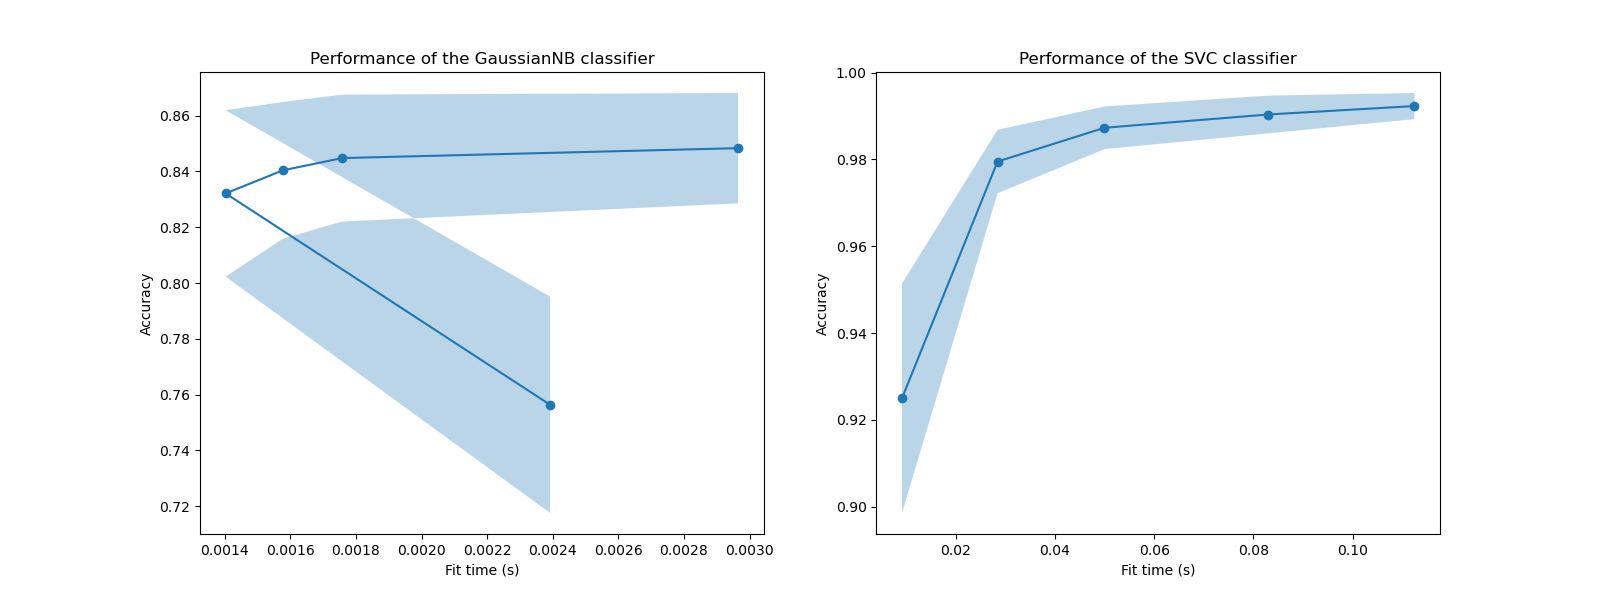 Performance of the GaussianNB classifier
Accuracy
0.86
0.84
0.82
0.80
0.78
0.76
0.74
0.72
0.0014 0.0016 0.0018 0.0020 0.0022 0.0024 0.0026 0.0028 0.0030
Fit time (s)
Performance of the SVC classifier
Accuracy
1.00
0.98
0.96
0.94
0.92
0.90
0.02 0.04 0.06 0.08 0.10
Fit time (s)